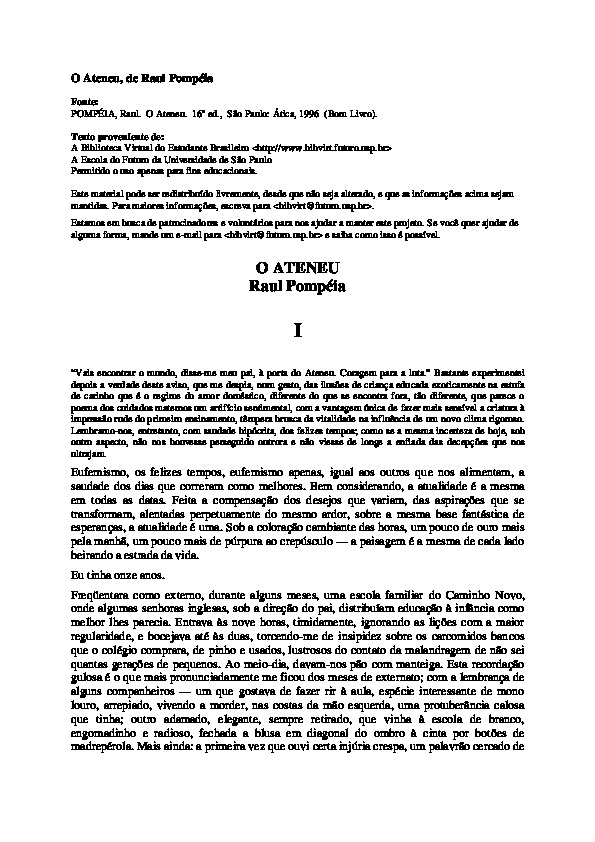 O Ateneu, de Raul Pompéia
Fonte:
POMPÉIA, Raul. O Ateneu. 16ª ed., São Paulo: Ática, 1996 (Bom Livro).
Texto proveniente de:
A Biblioteca Virtual do Estudante Brasileiro <http://www.bibvirt.futuro.usp.br>
A Escola do Futuro da Universidade de São Paulo
Permitido o uso apenas para fins educacionais.
Este material pode ser redistribuído livremente, desde que não seja alterado, e que as informações acima sejam
mantidas. Para maiores informações, escreva para <bibvirt@futuro.usp.br>.
Estamos em busca de patrocinadores e voluntários para nos ajudar a manter este projeto. Se você quer ajudar de
alguma forma, mande um e-mail para <bibvirt@futuro.usp.br> e saiba como isso é possível.
O ATENEU
Raul Pompéia
I
"Vais encontrar o mundo, disse-me meu pai, à porta do Ateneu. Coragem para a luta." Bastante experimentei
depois a verdade deste aviso, que me despia, num gesto, das ilusões de criança educada exoticamente na estufa
de carinho que é o regime do amor doméstico, diferente do que se encontra fora, tão diferente, que parece o
poema dos cuidados maternos um artifício sentimental, com a vantagem única de fazer mais sensível a criatura à
impressão rude do primeiro ensinamento, têmpera brusca da vitalidade na influência de um novo clima rigoroso.
Lembramo-nos, entretanto, com saudade hipócrita, dos felizes tempos; como se a mesma incerteza de hoje, sob
outro aspecto, não nos houvesse perseguido outrora e não viesse de longe a enfiada das decepções que nos
ultrajam.
Eufemismo, os felizes tempos, eufemismo apenas, igual aos outros que nos alimentam, a
saudade dos dias que correram como melhores. Bem considerando, a atualidade é a mesma
em todas as datas. Feita a compensação dos desejos que variam, das aspirações que se
transformam, alentadas perpetuamente do mesmo ardor, sobre a mesma base fantástica de
esperanças, a atualidade é uma. Sob a coloração cambiante das horas, um pouco de ouro mais
pela manhã, um pouco mais de púrpura ao crepúsculo — a paisagem é a mesma de cada lado
beirando a estrada da vida.
Eu tinha onze anos.
Freqüentara como externo, durante alguns meses, uma escola familiar do Caminho Novo,
onde algumas senhoras inglesas, sob a direção do pai, distribuíam educação à infância como
melhor lhes parecia. Entrava às nove horas, timidamente, ignorando as lições com a maior
regularidade, e bocejava até às duas, torcendo-me de insipidez sobre os carcomidos bancos
que o colégio comprara, de pinho e usados, lustrosos do contato da malandragem de não sei
quantas gerações de pequenos. Ao meio-dia, davam-nos pão com manteiga. Esta recordação
gulosa é o que mais pronunciadamente me ficou dos meses de externato; com a lembrança de
alguns companheiros — um que gostava de fazer rir à aula, espécie interessante de mono
louro, arrepiado, vivendo a morder, nas costas da mão esquerda, uma protuberância calosa
que tinha; outro adamado, elegante, sempre retirado, que vinha à escola de branco,
engomadinho e radioso, fechada a blusa em diagonal do ombro à cinta por botões de
madrepérola. Mais ainda: a primeira vez que ouvi certa injúria crespa, um palavrão cercado de